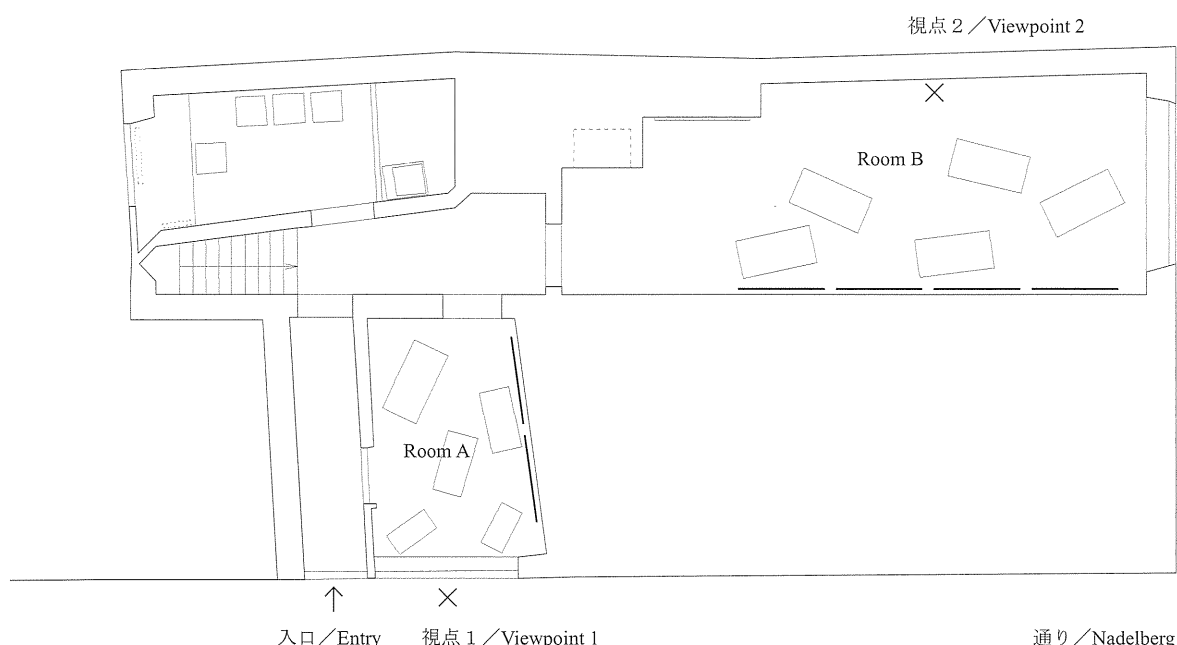 視点2／Viewpoint 2
Room B
Room A
入口／Entry
視点1／Viewpoint 1
通り／Nadelberg